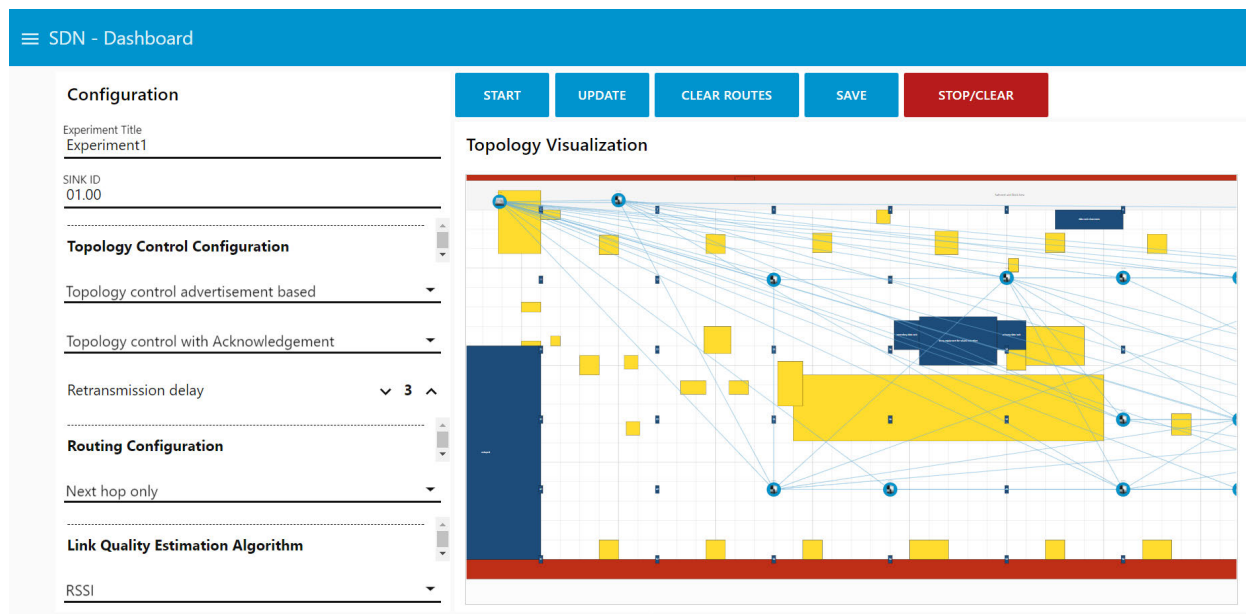 SDN - Dashboard
Configuration
Experiment Title
Experiment1
SINK ID
01.00
Topology Control Configuration
Topology control advertisement based
Topology control with Acknowledgement
Retransmission delay 3
Routing Configuration
Next hop only
Link Quality Estimation Algorithm
RSSI
START UPDATE CLEAR ROUTES SAVE STOP/CLEAR
Topology Visualization